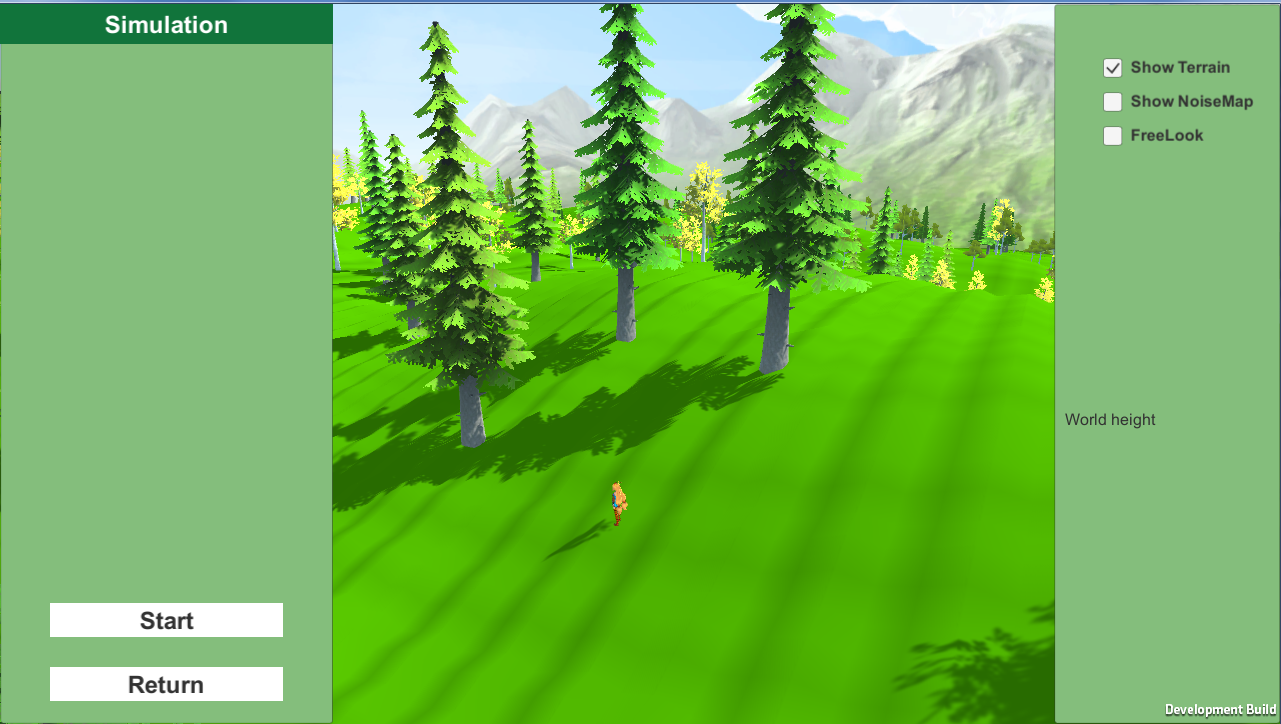 Simulation
Show Terrain
Show NoiseMap
FreeLook
World height
Start
Return
Development Build